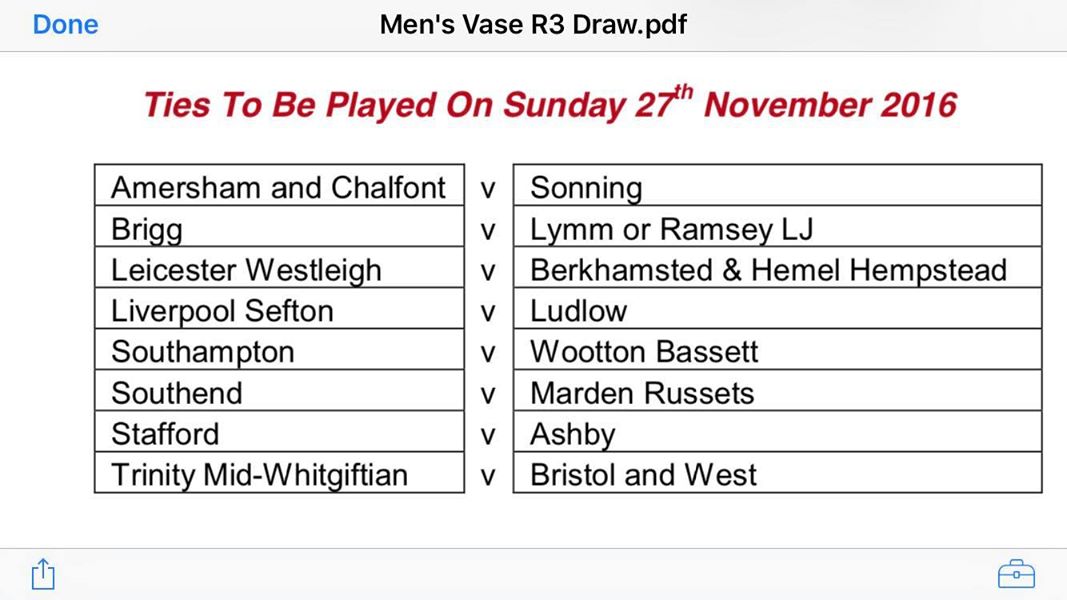 Done Men's Vase R3 Draw.pdf
Ties To Be Played On Sunday 27th November 2016
Amersham and Chalfont v Sonning
Brigg v Lymm or Ramsey LJ
Leicester Westleigh v Berkhamsted & Hemel Hempstead
Liverpool Sefton v Ludlow
Southampton v Wootton Bassett
Southend v Marden Russets
Stafford v Ashby
Trinity Mid-Whitgiftian v Bristol and West